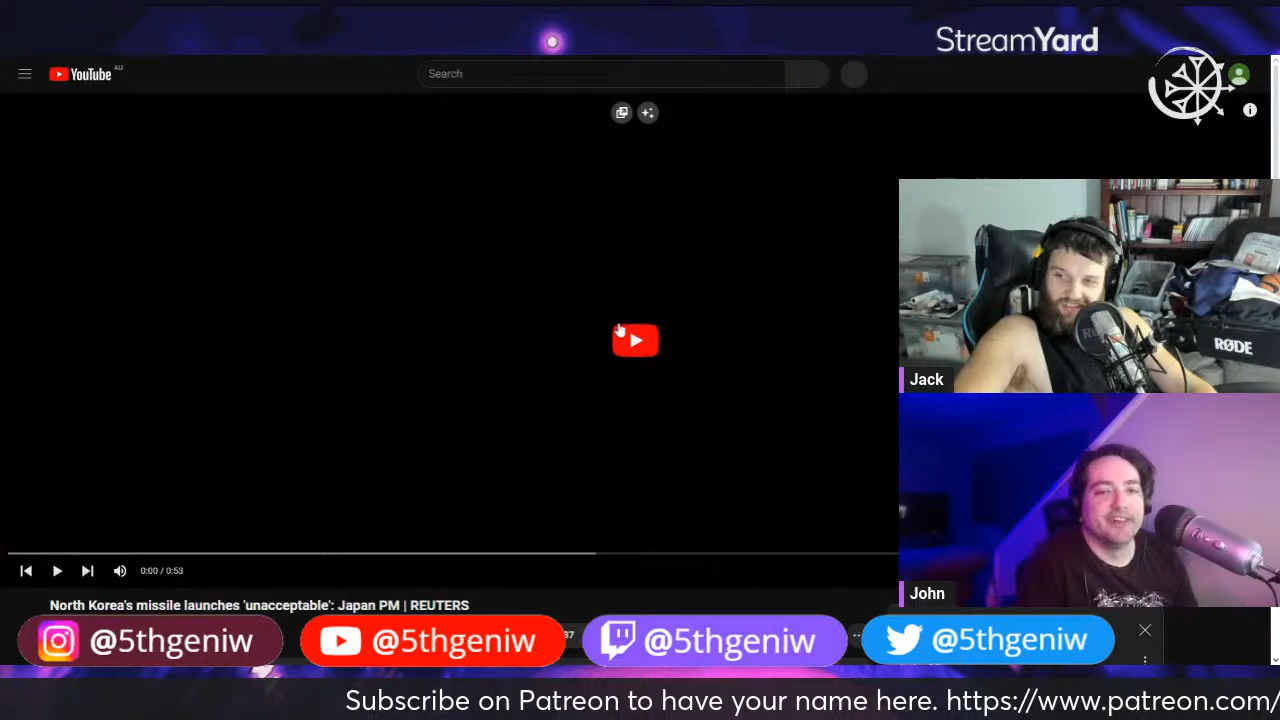 StreamYard
YouTube AU
Search
RØDE
Jack
John
0:00 / 0:53
North Korea's missile launches 'unacceptable': Japan PM | REUTERS
@5thgeniw
@5thgeniw
@5thgeniw
@5thgeniw
Subscribe on Patreon to have your name here. https://www.patreon.com/